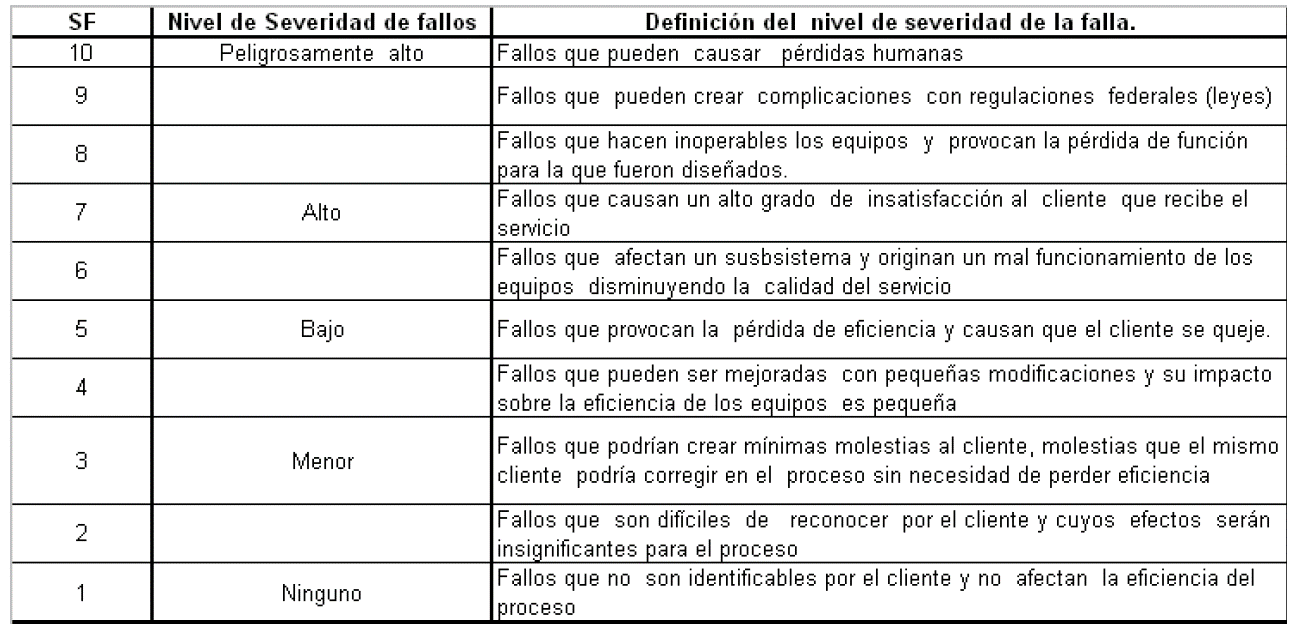 SF Nivel de Severidad de fallos Definición del nivel de severidad de la falla.
10 Peligrosamente alto Fallos que pueden causar pérdidas humanas
9 Fallos que pueden crear complicaciones con regulaciones federales (leyes)
8 Fallos que hacen inoperables los equipos y provocan la pérdida de función
para la que fueron diseñados.
7 Alto Fallos que causan un alto grado de insatisfacción al cliente que recibe el
servicio
6 Fallos que afectan un susbsistema y originan un mal funcionamiento de los
equipos disminuyendo la calidad del servicio
5 Bajo Fallos que provocan la pérdida de eficiencia y causan que el cliente se queje.
4 Fallos que pueden ser mejoradas con pequeñas modificaciones y su impacto
sobre la eficiencia de los equipos es pequeña
3 Menor Fallos que podrían crear mínimas molestias al cliente, molestias que el mismo
cliente podría corregir en el proceso sin necesidad de perder eficiencia
2 Fallos que son difíciles de reconocer por el cliente y cuyos efectos serán
insignificantes para el proceso
1 Ninguno Fallos que no son identificables por el cliente y no afectan la eficiencia del
proceso